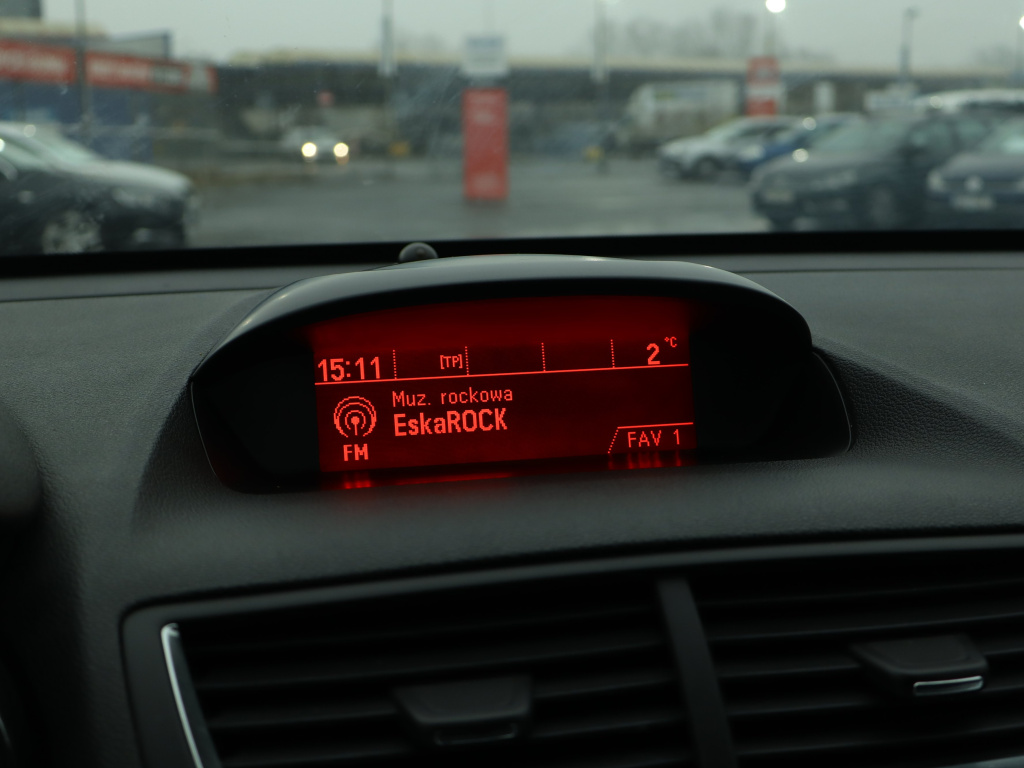 15:11 [TP] 2 °C
Muz. rockowa
EskaROCK
FM
FAV 1